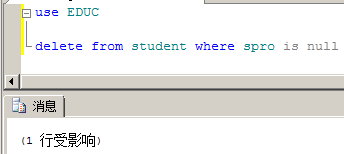 use EDUC
delete from student where spro is null
消息
(1 行受影响)